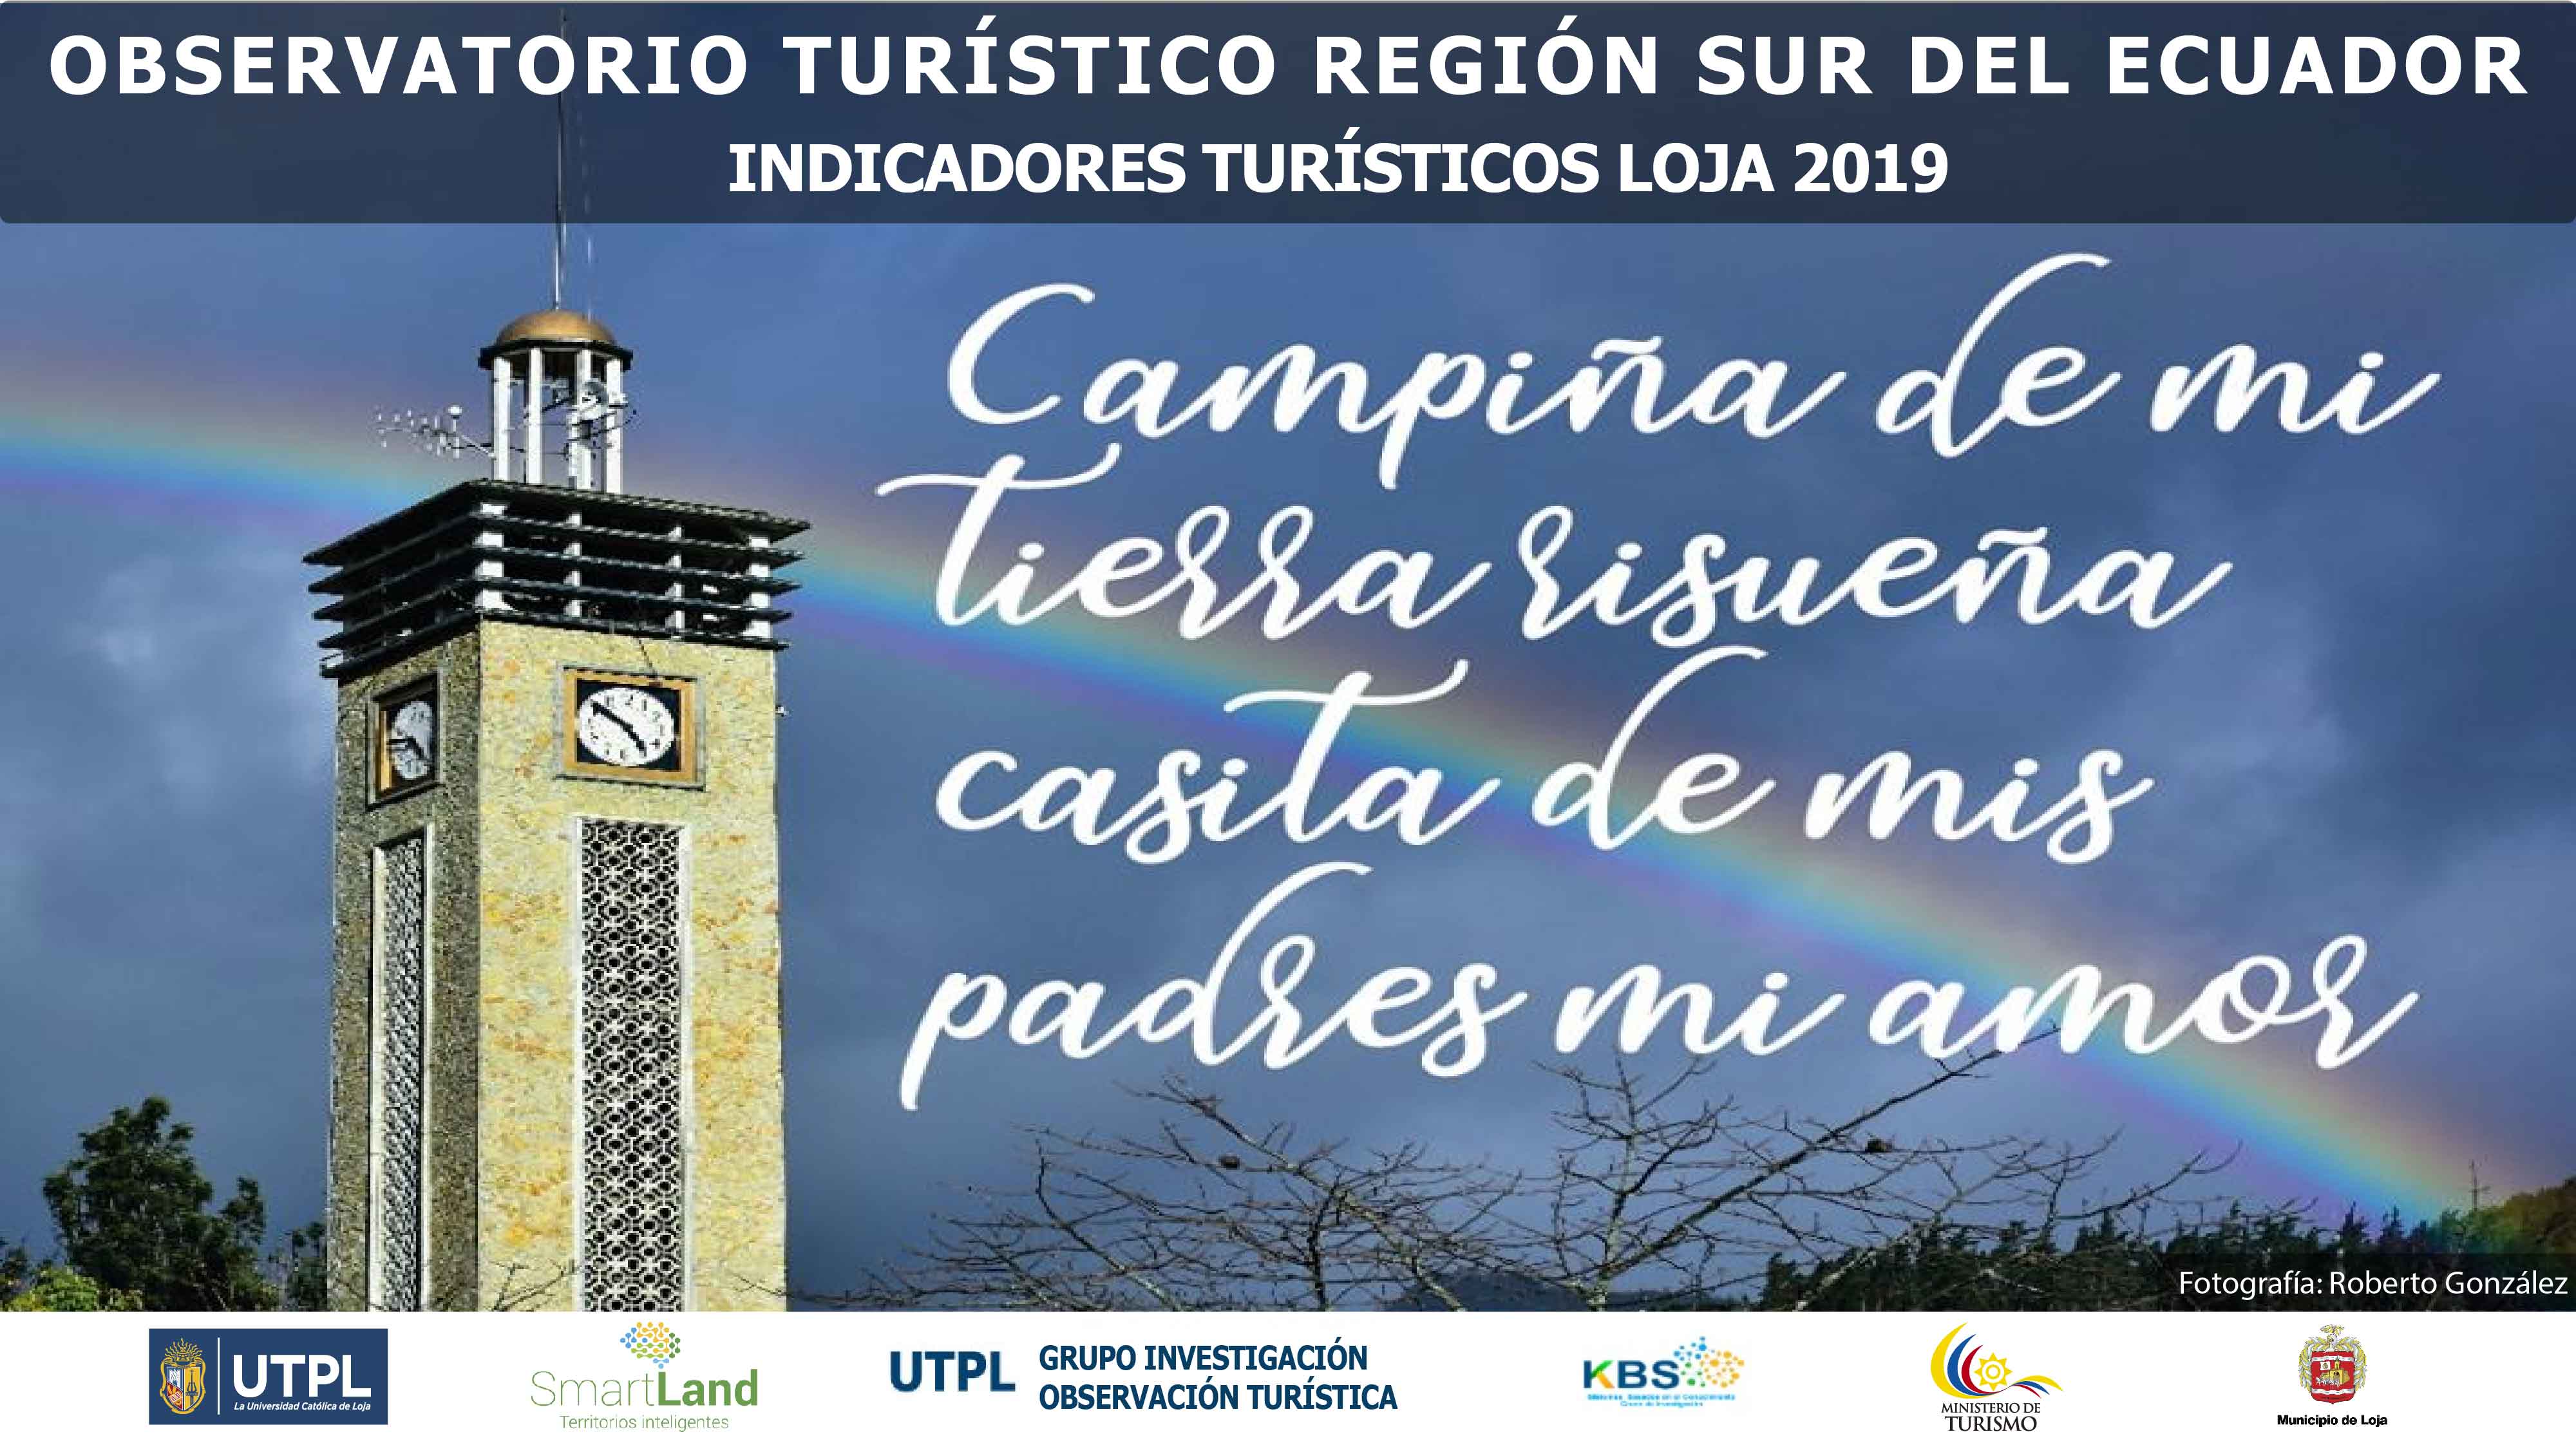 OBSERVATORIO TURÍSTICO REGIÓN SUR DEL ECUADOR
INDICADORES TURÍSTICOS LOJA 2019
Campiña de mi
tierra risueña
casita de mis
padres mi amor
Fotografía: Roberto González
UTPL
La Universidad Católica de Loja
SmartLand
Territorios inteligentes
UTPL
GRUPO INVESTIGACIÓN
OBSERVACIÓN TURÍSTICA
KBS
MINISTERIO DE
TURISMO
Municipio de Loja